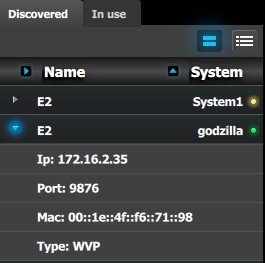 Discovered In use
Name System
E2 System1
E2 godzilla
Ip: 172.16.2.35
Port: 9876
Mac: 00::1e::4f::f6::71::98
Type: WVP